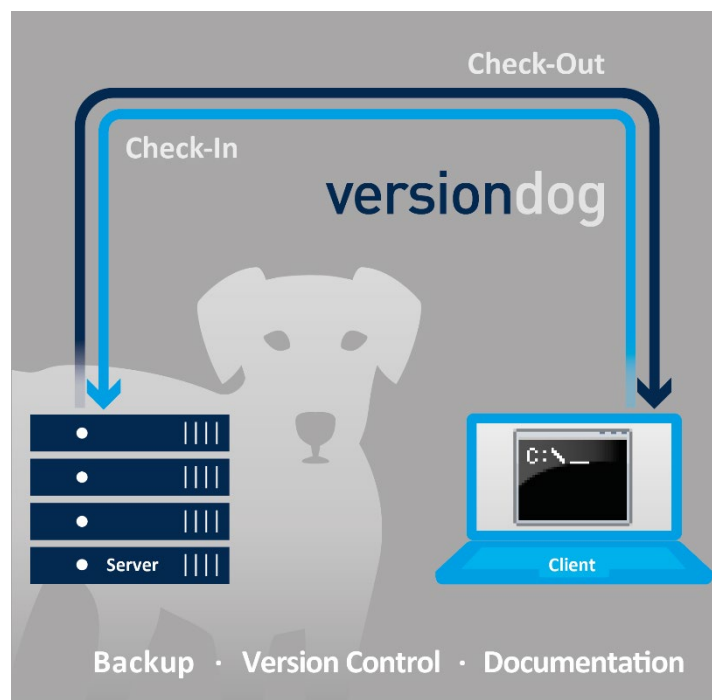 Check-Out
Check-In
versiondog
C:\_
Server
Client
Backup · Version Control · Documentation